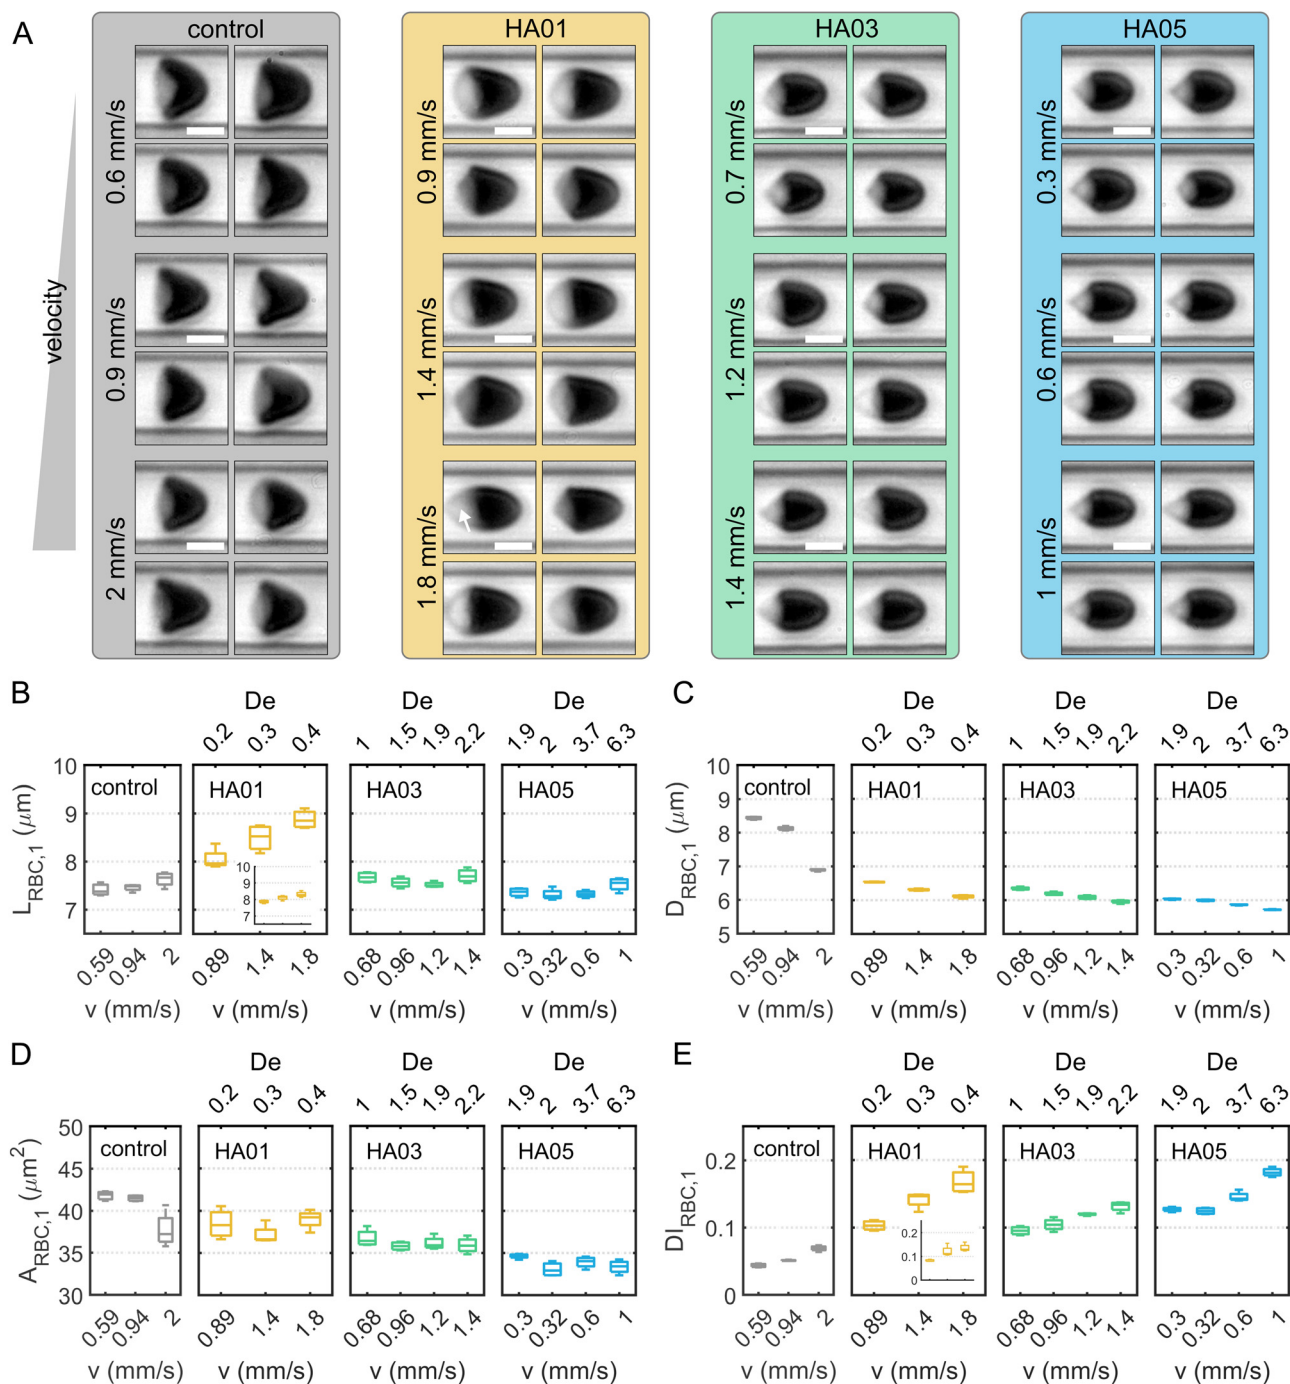 A
control
HA01
HA03
HA05
velocity
0.6 mm/s
0.9 mm/s
2 mm/s
0.9 mm/s
1.4 mm/s
1.8 mm/s
0.7 mm/s
1.2 mm/s
1.4 mm/s
0.3 mm/s
0.6 mm/s
1 mm/s
B
De
De
De
0.2 0.3 0.4
1 1.5 1.9 2.2
1.9 2 3.7 6.3
L_RBC,1 (μm)
10
9
8
7
control
HA01
HA03
HA05
10
9
8
7
0.59 0.94 2
0.89 1.4 1.8
0.68 0.96 1.2 1.4
0.3 0.32 0.6 1
v (mm/s)
v (mm/s)
v (mm/s)
v (mm/s)
C
De
De
De
0.2 0.3 0.4
1 1.5 1.9 2.2
1.9 2 3.7 6.3
D_RBC,1 (μm)
10
9
8
7
6
5
control
HA01
HA03
HA05
0.59 0.94 2
0.89 1.4 1.8
0.68 0.96 1.2 1.4
0.3 0.32 0.6 1
v (mm/s)
v (mm/s)
v (mm/s)
v (mm/s)
D
De
De
De
0.2 0.3 0.4
1 1.5 1.9 2.2
1.9 2 3.7 6.3
A_RBC,1 (μm²)
50
45
40
35
30
control
HA01
HA03
HA05
0.59 0.94 2
0.89 1.4 1.8
0.68 0.96 1.2 1.4
0.3 0.32 0.6 1
v (mm/s)
v (mm/s)
v (mm/s)
v (mm/s)
E
De
De
De
0.2 0.3 0.4
1 1.5 1.9 2.2
1.9 2 3.7 6.3
DI_RBC,1
0.2
0.1
0
control
HA01
HA03
HA05
0.2
0.1
0
0.59 0.94 2
0.89 1.4 1.8
0.68 0.96 1.2 1.4
0.3 0.32 0.6 1
v (mm/s)
v (mm/s)
v (mm/s)
v (mm/s)